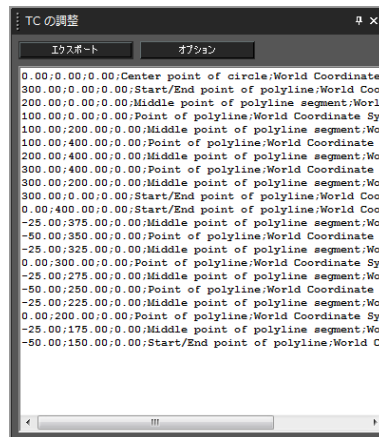 TC の調整
エクスポート
オプション
0.00;0.00;0.00;Center point of circle;World Coordinate
300.00;0.00;0.00;Start/End point of polyline;World Coo
200.00;0.00;0.00;Middle point of polyline segment;Worl
100.00;0.00;0.00;Point of polyline;World Coordinate Sy
100.00;200.00;0.00;Middle point of polyline segment;Wo
100.00;400.00;0.00;Point of polyline;World Coordinate
200.00;400.00;0.00;Middle point of polyline segment;Wo
300.00;400.00;0.00;Point of polyline;World Coordinate
300.00;200.00;0.00;Middle point of polyline segment;Wo
300.00;0.00;0.00;Start/End point of polyline;World Coo
0.00;400.00;0.00;Start/End point of polyline;World Coo
-25.00;375.00;0.00;Middle point of polyline segment;Wo
-50.00;350.00;0.00;Point of polyline;World Coordinate
-25.00;325.00;0.00;Middle point of polyline segment;Wo
0.00;300.00;0.00;Point of polyline;World Coordinate Sy
-25.00;275.00;0.00;Middle point of polyline segment;Wo
-50.00;250.00;0.00;Point of polyline;World Coordinate
-25.00;225.00;0.00;Middle point of polyline segment;Wo
0.00;200.00;0.00;Point of polyline;World Coordinate Sy
-25.00;175.00;0.00;Middle point of polyline segment;Wo
-50.00;150.00;0.00;Start/End point of polyline;World C